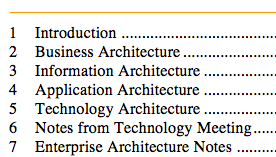 1 Introduction ........................................
2 Business Architecture ........................
3 Information Architecture ...................
4 Application Architecture ...................
5 Technology Architecture ...................
6 Notes from Technology Meeting......
7 Enterprise Architecture Notes ..........